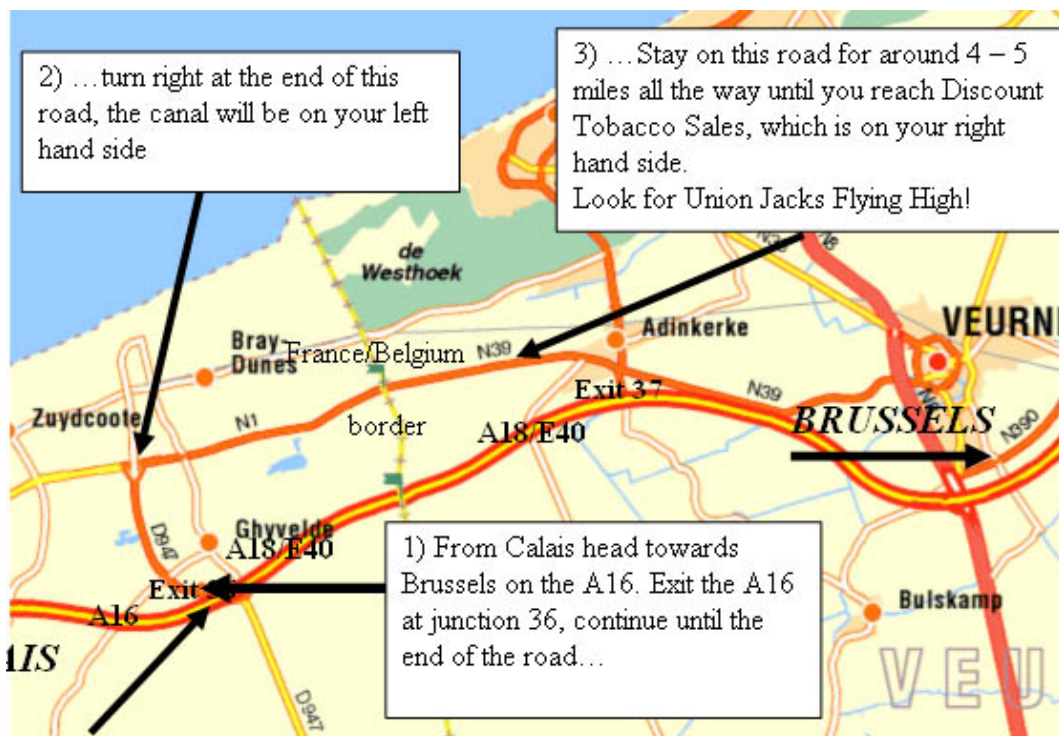 2) …turn right at the end of this
road, the canal will be on your left
hand side
3) …Stay on this road for around 4 – 5
miles all the way until you reach Discount
Tobacco Sales, which is on your right
hand side.
Look for Union Jacks Flying High!
de
Westhoek
Adinkerke
VEURN
Bray-
Dunes
France/Belgium
N39
Exit 37
N39
Zuydcoote
N1
border
A18/E40
BRUSSELS
N390
Ghyvelde
D947
A18/E40
Exit
A16
1) From Calais head towards
Brussels on the A16. Exit the A16
at junction 36, continue until the
end of the road…
Bulskamp
AIS
D947
VEU